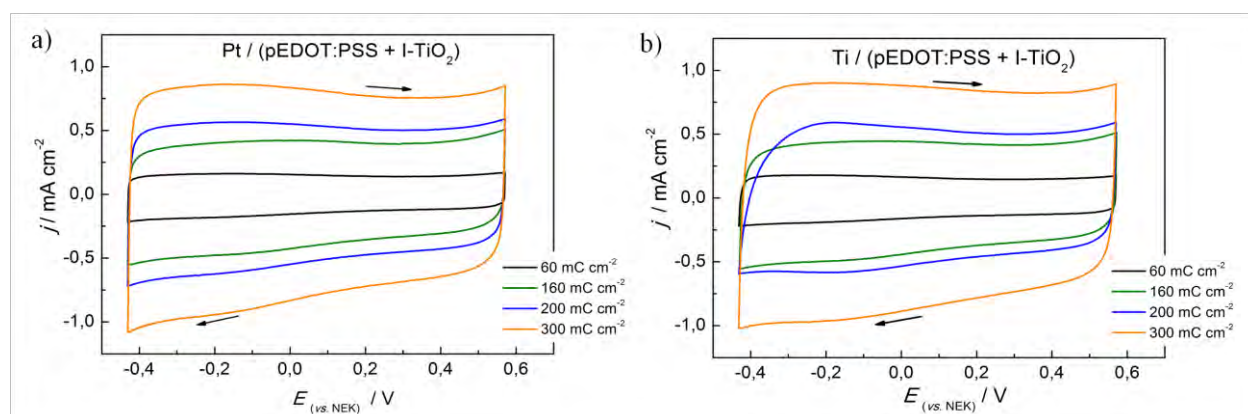 a)
Pt / (pEDOT:PSS + I-TiO₂)
1,0
0,5
0,0
-0,5
-1,0
j / mA cm⁻²
60 mC cm⁻²
160 mC cm⁻²
200 mC cm⁻²
300 mC cm⁻²
-0,4 -0,2 0,0 0,2 0,4 0,6
E (vs. NEK) / V
b)
Ti / (pEDOT:PSS + I-TiO₂)
1,0
0,5
0,0
-0,5
-1,0
j / mA cm⁻²
60 mC cm⁻²
160 mC cm⁻²
200 mC cm⁻²
300 mC cm⁻²
-0,4 -0,2 0,0 0,2 0,4 0,6
E (vs. NEK) / V